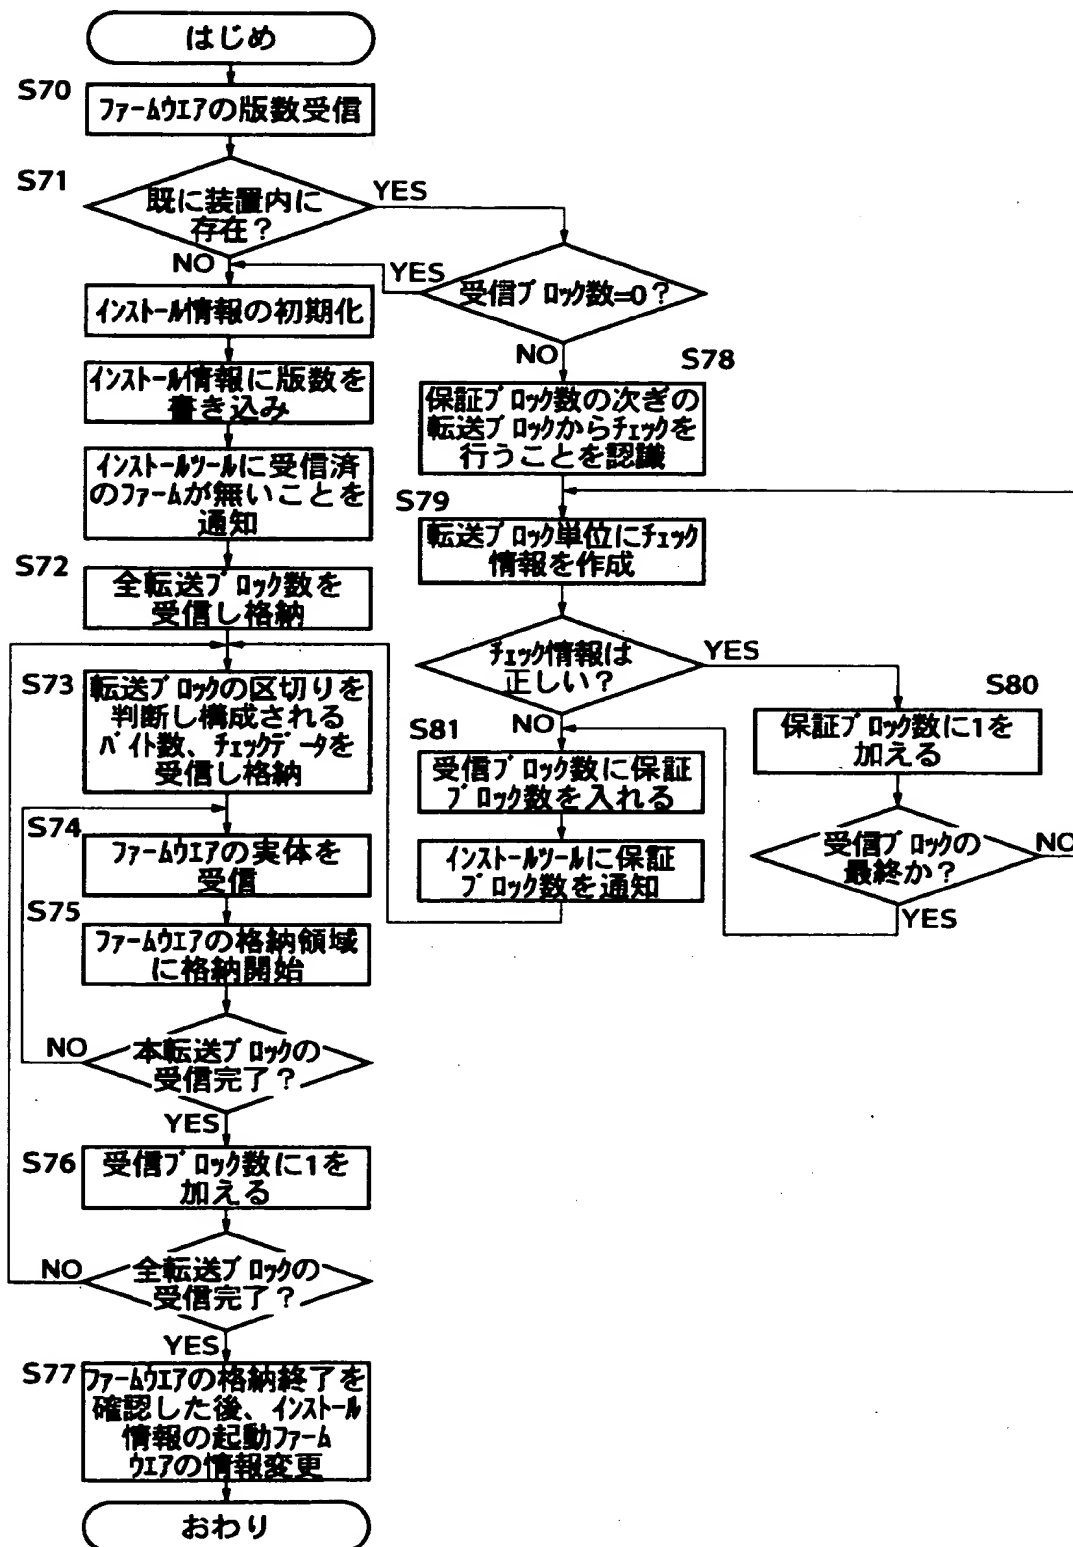 はじめ
S70
ファームウエアの版数受信
S71
既に装置内に
存在？
YES
NO
YES
受信ブロック数=0？
NO
インストール情報の初期化
インストール情報に版数を
書き込み
インストールツールに受信済
のファームが無いことを
通知
S72
全転送ブロック数を
受信し格納
S73
転送ブロックの区切りを
判断し構成される
バイト数、チェックデータを
受信し格納
S74
ファームウエアの実体を
受信
S75
ファームウエアの格納領域
に格納開始
NO
本転送ブロックの
受信完了？
YES
S76
受信ブロック数に1を
加える
NO
全転送ブロックの
受信完了？
YES
S77
ファームウエアの格納終了を
確認した後、インストール
情報の起動ファーム
ウエアの情報変更
おわり
S78
保証ブロック数の次ぎの
転送ブロックからチェックを
行うことを認識
S79
転送ブロック単位にチェック
情報を作成
チェック情報は
正しい？
YES
NO
S80
保証ブロック数に1を
加える
受信ブロックの
最終か？
NO
YES
S81
受信ブロック数に保証
ブロック数を入れる
インストールツールに保証
ブロック数を通知